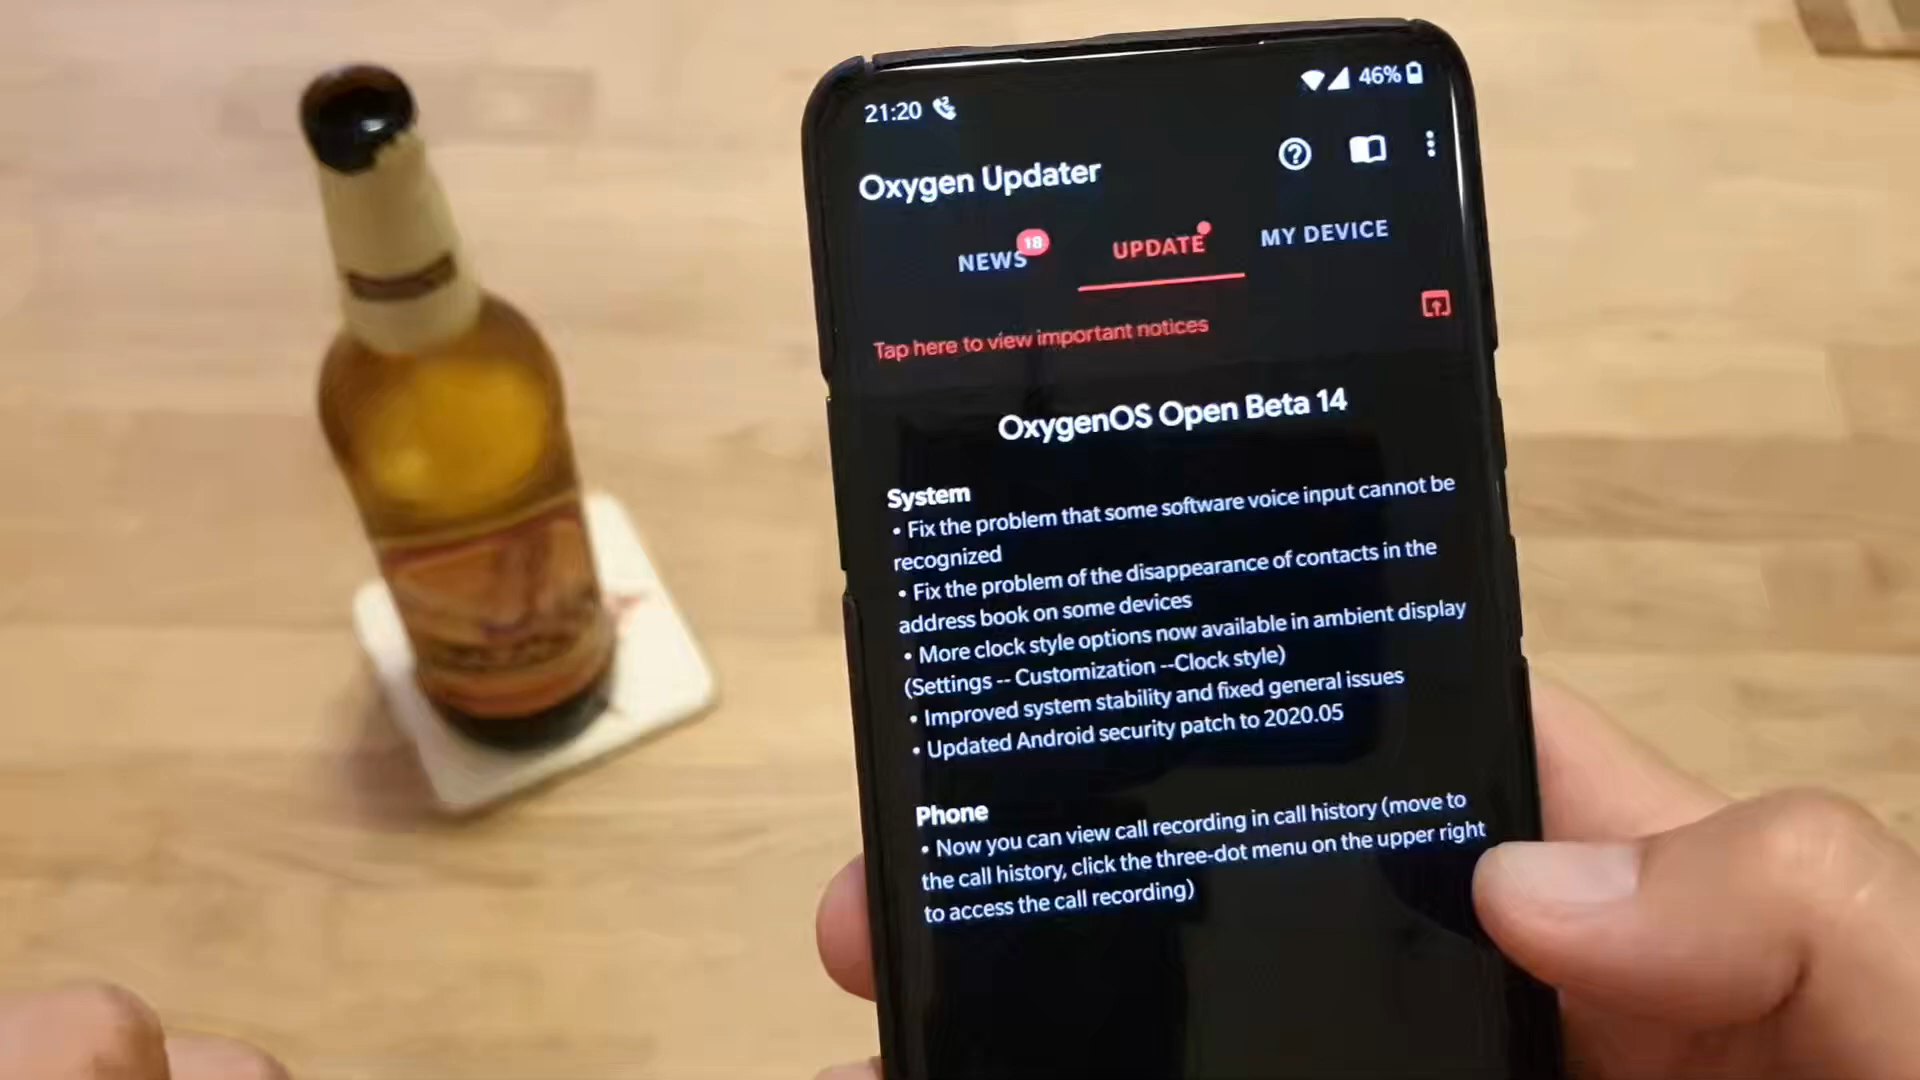 21:20
46%
Oxygen Updater
NEWS 18
UPDATE
MY DEVICE
Tap here to view important notices
OxygenOS Open Beta 14
System
• Fix the problem that some software voice input cannot be
recognized
• Fix the problem of the disappearance of contacts in the
address book on some devices
• More clock style options now available in ambient display
(Settings -- Customization --Clock style)
• Improved system stability and fixed general issues
• Updated Android security patch to 2020.05
Phone
• Now you can view call recording in call history (move to
the call history, click the three-dot menu on the upper right
to access the call recording)